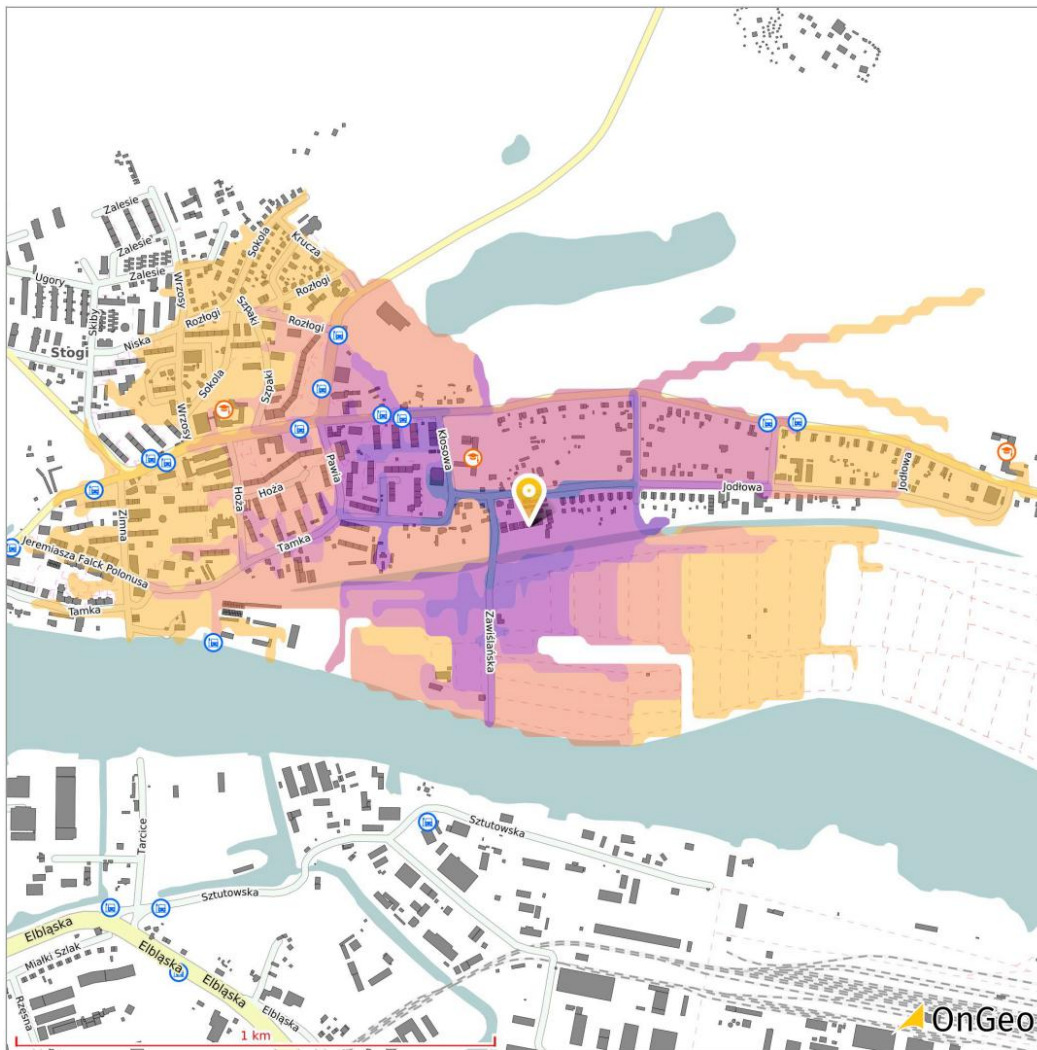 Zalesie
Zalesie
Zalesie
Ugory
Skiby
Wrzosy
Sokola
Krucza
Rozłogi
Szpaki
Rozłogi
Rozłogi
Niska
Stogi
Sokola
Szpaki
Wrzosy
Kłosowa
Pawia
Hoża
Hoża
Jodłowa
Jodłowa
Zimna
Tamka
Jeremiasza Falck Polonusa
Tamka
Zawiślańska
Sztutowska
Tarcice
Sztutowska
Elbląska
Miałki Szlak
Elbląska
Elbląska
Elbląska
Rzęsna
1 km
OnGeo